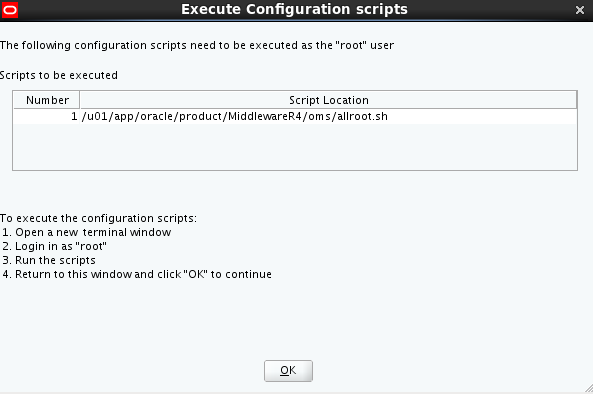 Execute Configuration scripts
The following configuration scripts need to be executed as the "root" user
Scripts to be executed
Number Script Location
1 /u01/app/oracle/product/MiddlewareR4/oms/allroot.sh
To execute the configuration scripts:
1. Open a new terminal window
2. Login in as "root"
3. Run the scripts
4. Return to this window and click "OK" to continue
OK